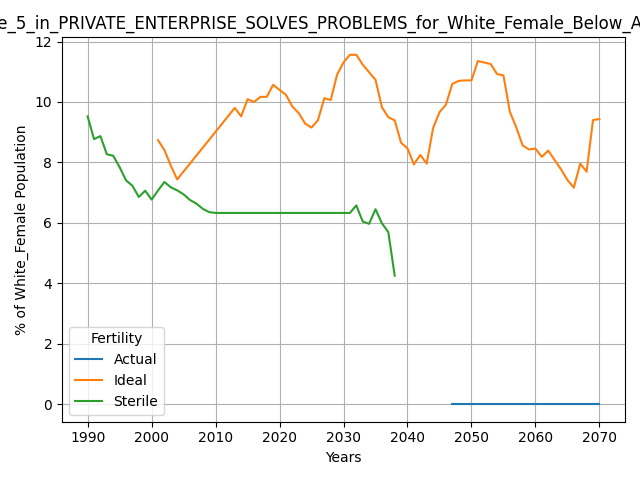 e_5_in_PRIVATE_ENTERPRISE_SOLVES_PROBLEMS_for_White_Female_Below_A
12
10
8
6
4
2
0
% of White_Female Population
Fertility
Actual
Ideal
Sterile
1990 2000 2010 2020 2030 2040 2050 2060 2070
Years